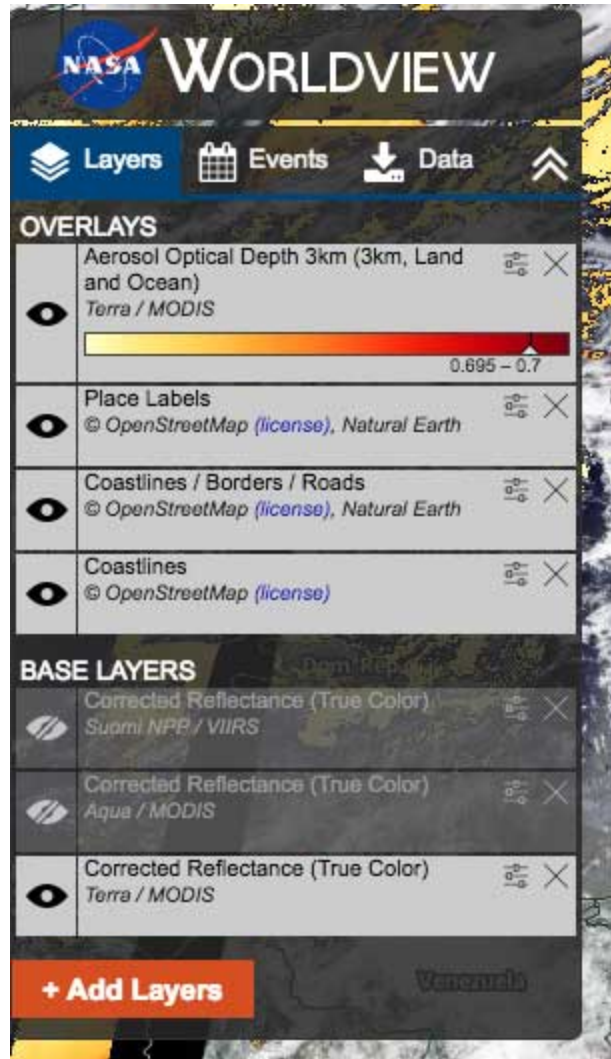 NASA WORLDVIEW
Layers Events Data
OVERLAYS
Aerosol Optical Depth 3km (3km, Land
and Ocean)
Terra / MODIS
0.695 – 0.7
Place Labels
© OpenStreetMap (license), Natural Earth
Coastlines / Borders / Roads
© OpenStreetMap (license), Natural Earth
Coastlines
© OpenStreetMap (license)
Dom. Rep.
BASE LAYERS
Corrected Reflectance (True Color)
Suomi NPP / VIIRS
Corrected Reflectance (True Color)
Aqua / MODIS
Corrected Reflectance (True Color)
Terra / MODIS
+ Add Layers
Venezuela